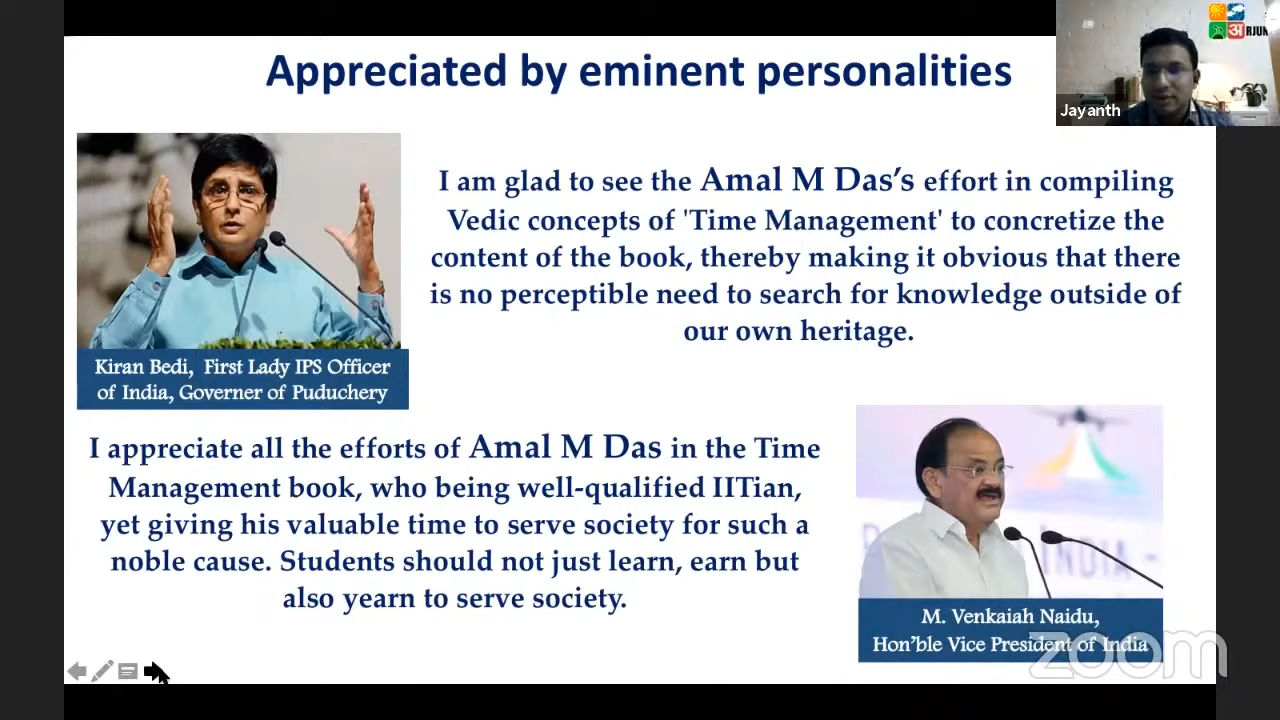 Appreciated by eminent personalities
अ RJUN
Jayanth
I am glad to see the Amal M Das's effort in compiling
Vedic concepts of 'Time Management' to concretize the
content of the book, thereby making it obvious that there
is no perceptible need to search for knowledge outside of
our own heritage.
Kiran Bedi, First Lady IPS Officer
of India, Governer of Puduchery
I appreciate all the efforts of Amal M Das in the Time
Management book, who being well-qualified IITian,
yet giving his valuable time to serve society for such a
noble cause. Students should not just learn, earn but
also yearn to serve society.
INDIA -
M. Venkaiah Naidu,
Hon'ble Vice President of India
zoom